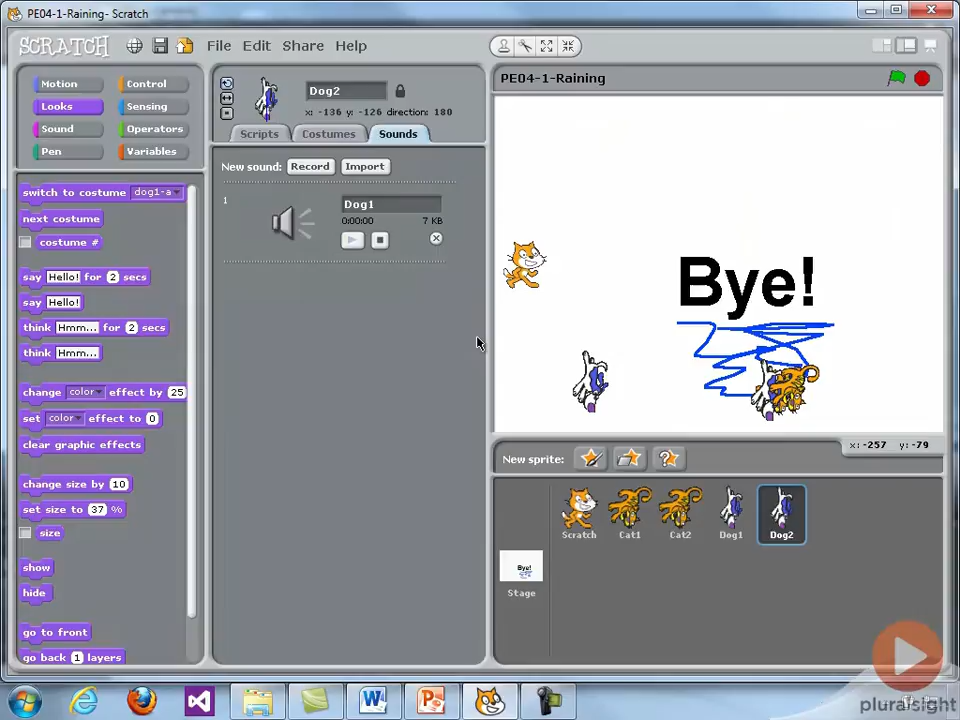 PE04-1-Raining- Scratch
SCRATCH File Edit Share Help
Motion Control
Looks Sensing
Sound Operators
Pen Variables
switch to costume dog1-a
next costume
costume #
say Hello! for 2 secs
say Hello!
think Hmm... for 2 secs
think Hmm...
change color effect by 25
set color effect to 0
clear graphic effects
change size by 10
set size to 37 %
size
show
hide
go to front
go back 1 layers
Dog2
x: -136 y: -126 direction: 180
Scripts Costumes Sounds
New sound: Record Import
1
Dog1
0:00:00 7 KB
PE04-1-Raining
Bye!
x: -257 y: -79
New sprite:
Scratch Cat1 Cat2 Dog1 Dog2
Bye!
Stage
pluralsight